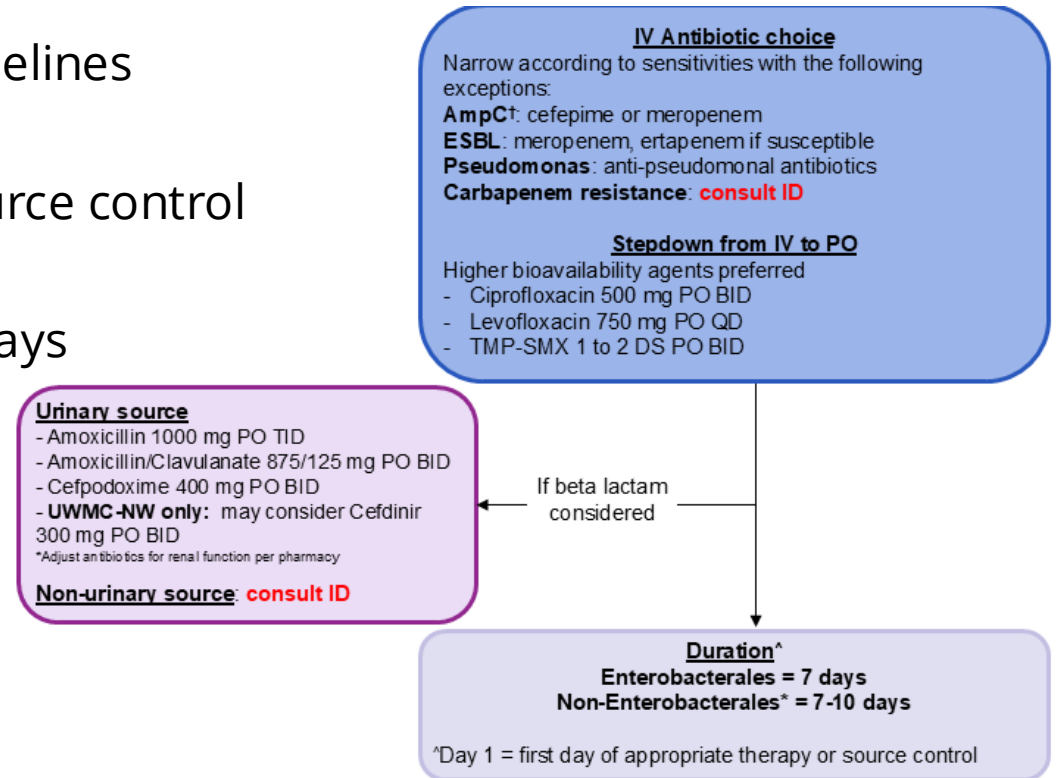 elines
urce control
ays
IV Antibiotic choice
Narrow according to sensitivities with the following
exceptions:
AmpC†: cefepime or meropenem
ESBL: meropenem, ertapenem if susceptible
Pseudomonas: anti-pseudomonal antibiotics
Carbapenem resistance: consult ID
Stepdown from IV to PO
Higher bioavailability agents preferred
- Ciprofloxacin 500 mg PO BID
- Levofloxacin 750 mg PO QD
- TMP-SMX 1 to 2 DS PO BID
Urinary source
- Amoxicillin 1000 mg PO TID
- Amoxicillin/Clavulanate 875/125 mg PO BID
- Cefpodoxime 400 mg PO BID
- UWMC-NW only: may consider Cefdinir
300 mg PO BID
*Adjust antibiotics for renal function per pharmacy
Non-urinary source: consult ID
If beta lactam
considered
Duration^
Enterobacterales = 7 days
Non-Enterobacterales* = 7-10 days
^Day 1 = first day of appropriate therapy or source control